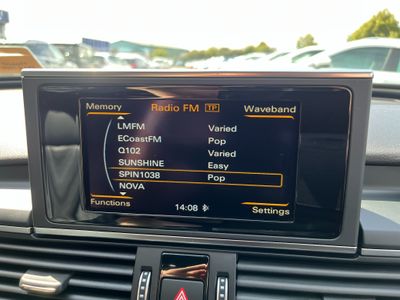 Memory Radio FM TP Waveband
LMFM Varied
ECoastFM Pop
Q102 Varied
SUNSHINE Easy
SPIN1038 Pop
NOVA
Functions 14:08 Settings